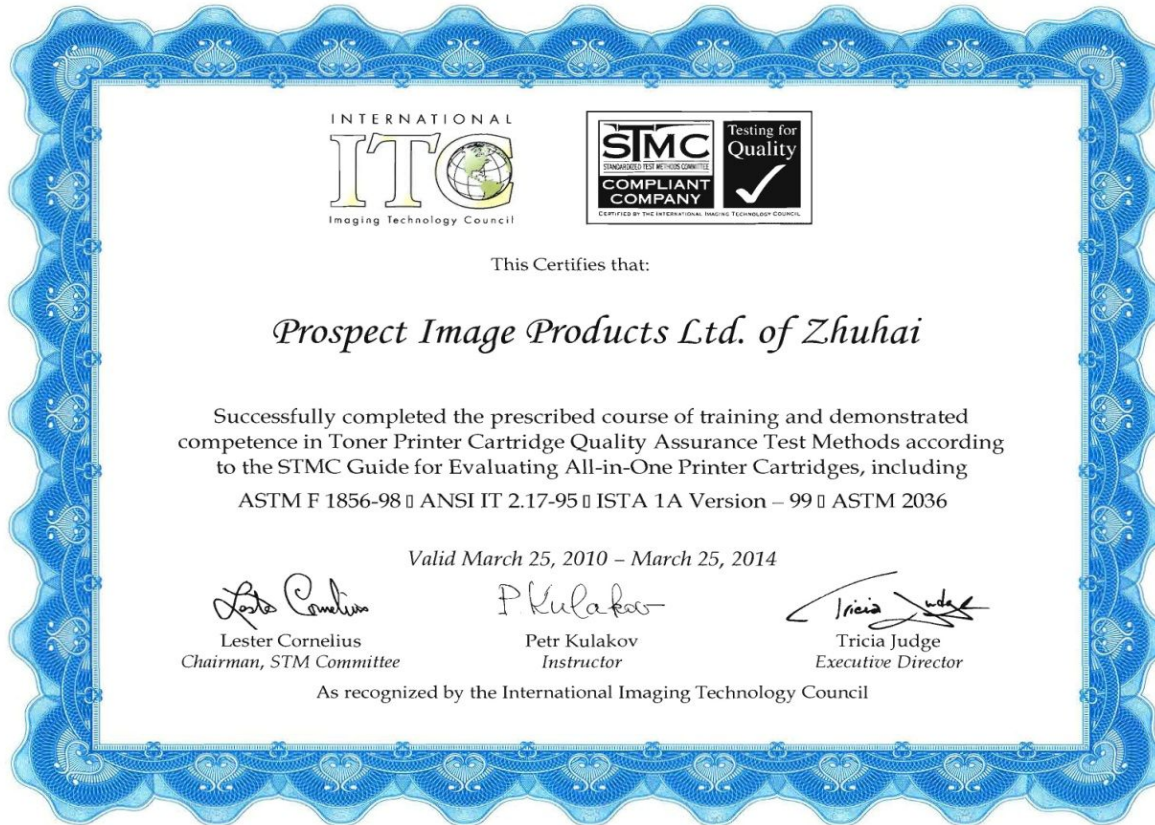 INTERNATIONAL
ITC
Imaging Technology Council
STMC
STANDARDIZED TEST METHODS COMMITTEE
COMPLIANT
COMPANY
Testing for
Quality
CERTIFIED BY THE INTERNATIONAL IMAGING TECHNOLOGY COUNCIL
This Certifies that:
Prospect Image Products Ltd. of Zhuhai
Successfully completed the prescribed course of training and demonstrated
competence in Toner Printer Cartridge Quality Assurance Test Methods according
to the STMC Guide for Evaluating All-in-One Printer Cartridges, including
ASTM F 1856-98 ▯ ANSI IT 2.17-95 ▯ ISTA 1A Version – 99 ▯ ASTM 2036
Valid March 25, 2010 – March 25, 2014
Lester Cornelius P. Kulakov Tricia Judge
Lester Cornelius Petr Kulakov Tricia Judge
Chairman, STM Committee Instructor Executive Director
As recognized by the International Imaging Technology Council